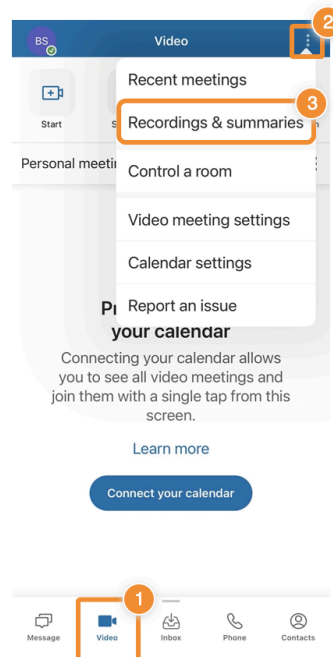 2
BS
Video
Recent meetings
3
Start
S
Recordings & summaries
Personal meeti
Control a room
Video meeting settings
Calendar settings
Report an issue
your calendar
Connecting your calendar allows
you to see all video meetings and
join them with a single tap from this
screen.
Learn more
Connect your calendar
1
Message
Video
Inbox
Phone
Contacts